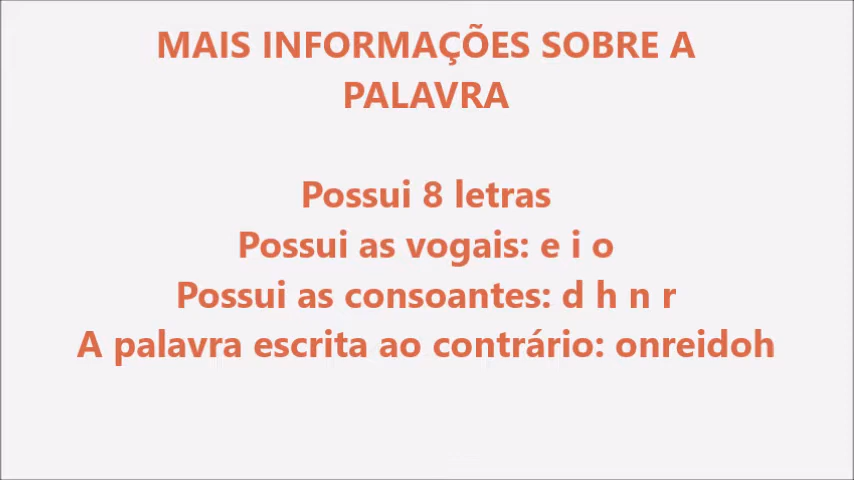 MAIS INFORMAÇÕES SOBRE A
PALAVRA
Possui 8 letras
Possui as vogais: e i o
Possui as consoantes: d h n r
A palavra escrita ao contrário: onreidoh